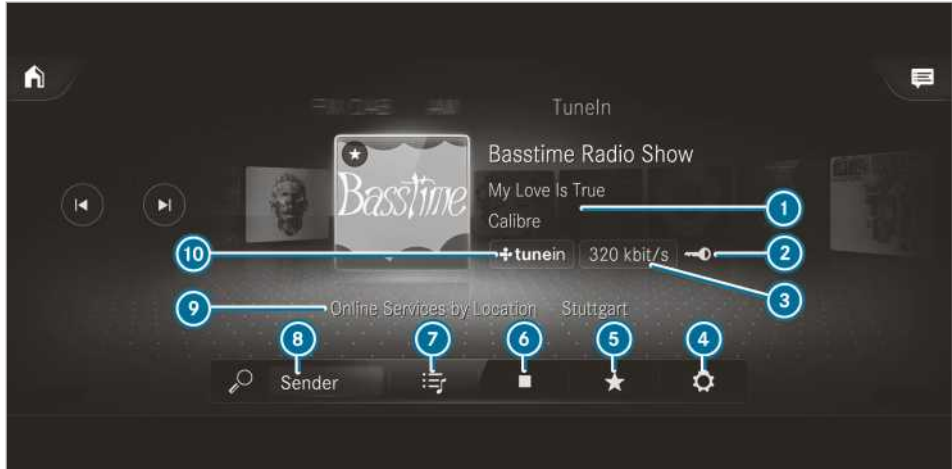 TuneIn
Basstime Radio Show
Basstime
My Love Is True
1
Calibre
10
tunein
320 kbit/s
2
3
9
Online Services by Location Stuttgart
8
7
6
5
4
Sender